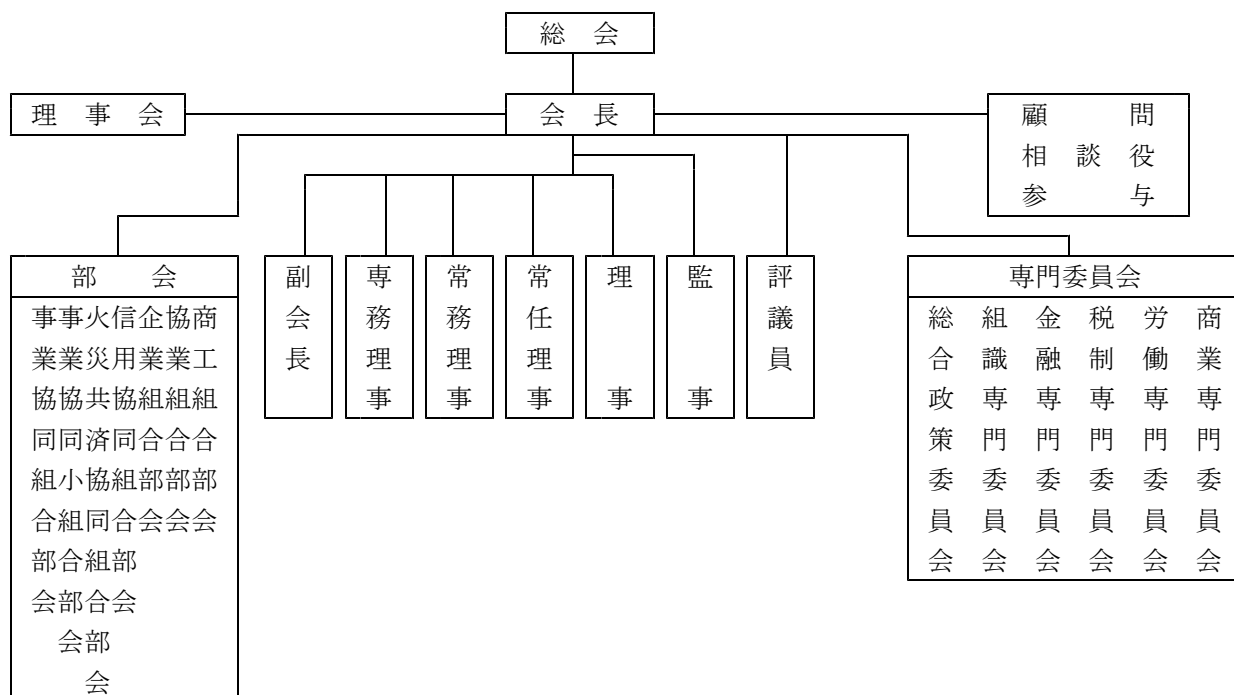 総会
理事会
会長
顧問
相談役
参与
部会
事業協同組合部会
事業協同小組合部会
火災共済協同組合部会
信用協同組合部会
企業組合部会
協業組合部会
商工組合部会
副会長
専務理事
常務理事
常任理事
理事
監事
評議員
専門委員会
総合政策委員会
組識専門委員会
金融専門委員会
税制専門委員会
労働専門委員会
商業専門委員会